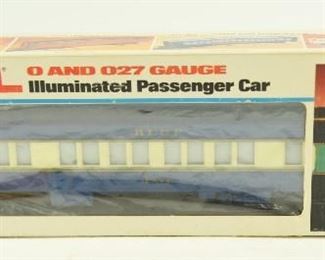 L O AND 027 GAUGE
Illuminated Passenger Car